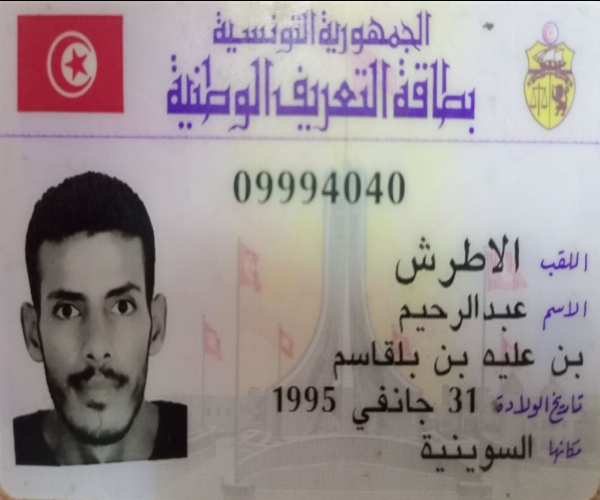 الجمهورية التونسية
بطاقة التعريف الوطنية
09994040
اللقب الاطرش
الاسم عبدالرحيم
بن عليه بن بلقاسم
تاريخ الولادة 31 جانفي 1995
مكانها السوينية